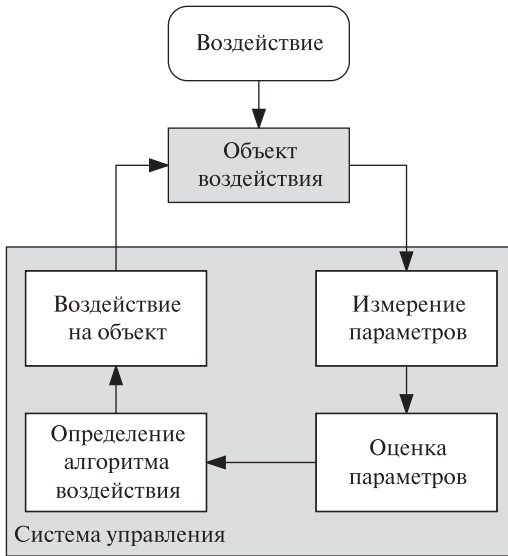 Воздействие
Объект
воздействия
Воздействие
на объект
Измерение
параметров
Определение
алгоритма
воздействия
Оценка
параметров
Система управления